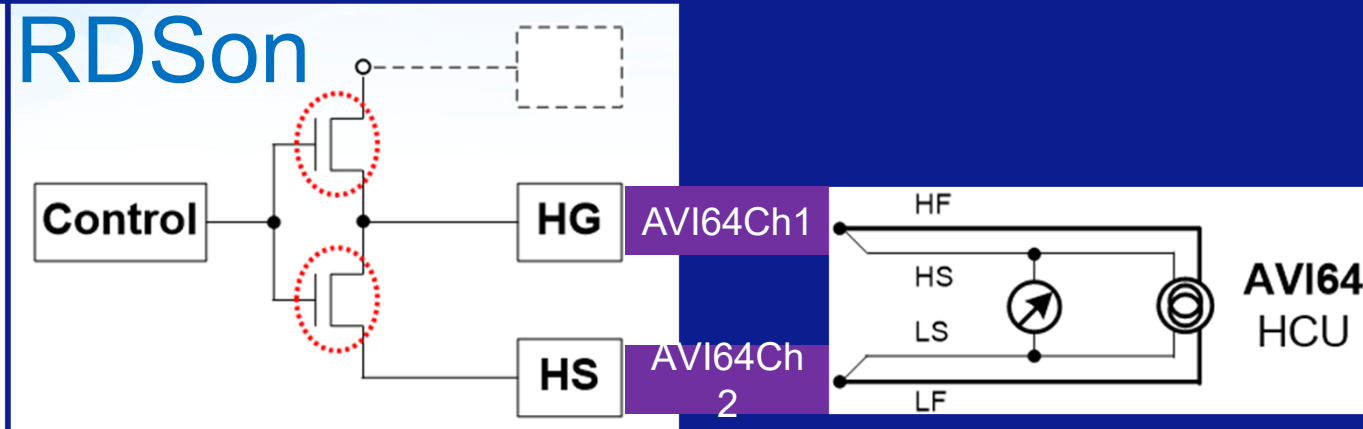 RDSon
Control
HG
AVI64Ch1
HS
AVI64Ch
2
HF
HS
LS
LF
AVI64
HCU